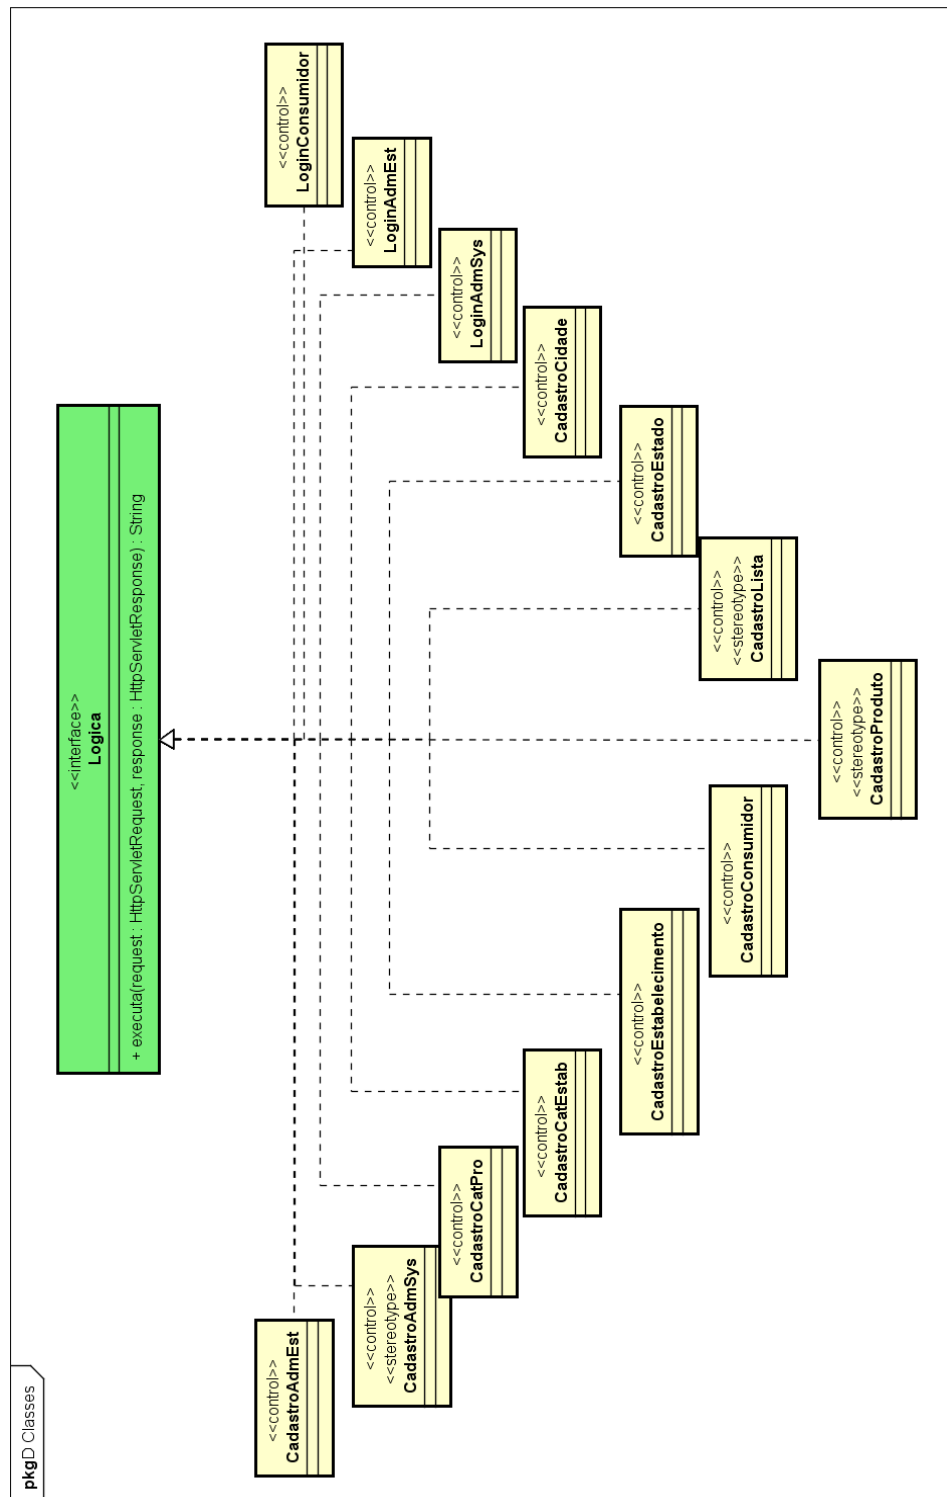 pkgD Classes
<<interface>>
Logica
+ executa(request : HttpServletRequest, response : HttpServletResponse) : String
<<control>>
CadastroAdmEst
<<control>>
<<stereotype>>
CadastroAdmSys
<<control>>
CadastroCatPro
<<control>>
CadastroCatEstab
<<control>>
CadastroEstabelecimento
<<control>>
CadastroConsumidor
<<control>>
<<stereotype>>
CadastroProduto
<<control>>
<<stereotype>>
CadastroLista
<<control>>
CadastroEstado
<<control>>
CadastroCidade
<<control>>
LoginAdmSys
<<control>>
LoginAdmEst
<<control>>
LoginConsumidor